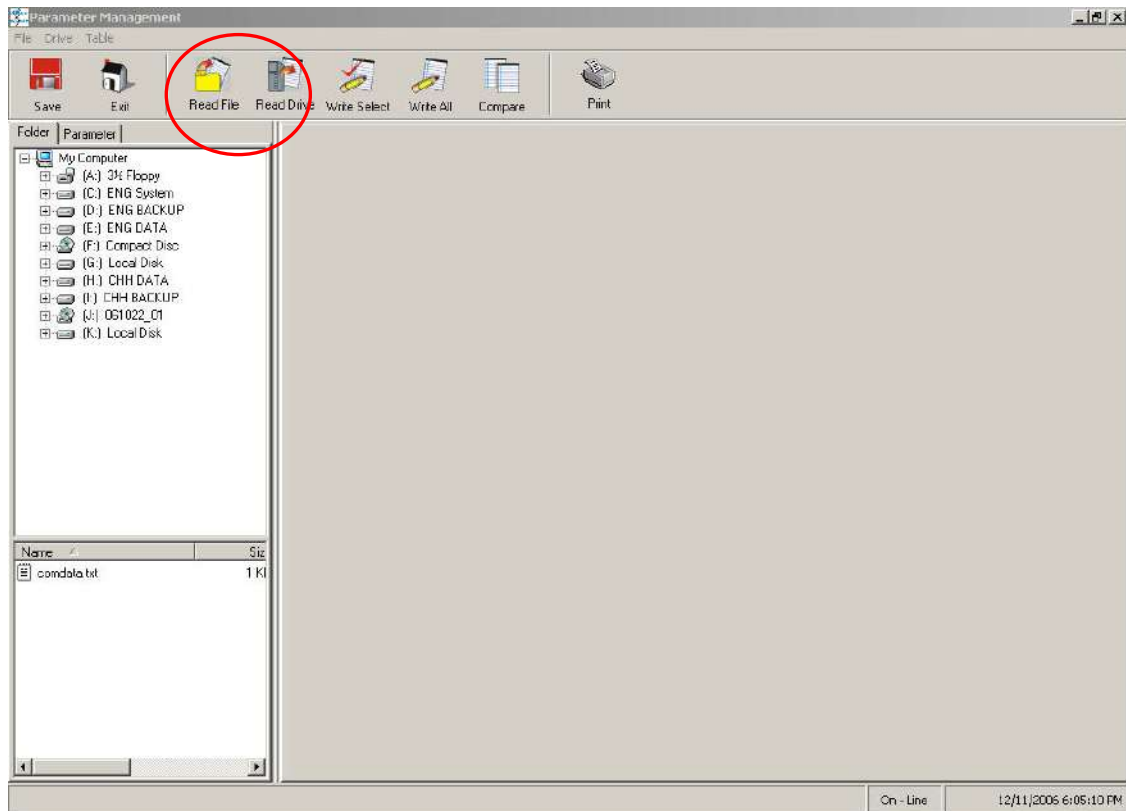 Parameter Management
File Drive Table
Save Exit Read File Read Drive Write Select Write All Compare Print
Folder Parameter
My Computer
(A:) 3½ Floppy
(C:) ENG System
(D:) ENG BACKUP
(E:) ENG DATA
(F:) Compact Disc
(G:) Local Disk
(H:) CHH DATA
(I:) CHH BACKUP
(J:) 061022_01
(K:) Local Disk
Name Siz
comdata.txt 1 KI
On - Line 12/11/2006 6:05:10 PM